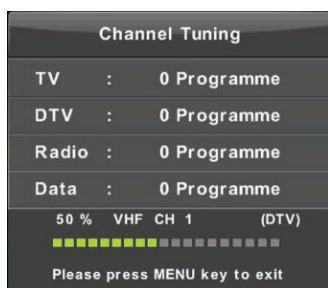 Channel Tuning
TV : 0 Programme
DTV : 0 Programme
Radio : 0 Programme
Data : 0 Programme
50 % VHF CH 1 (DTV)
Please press MENU key to exit